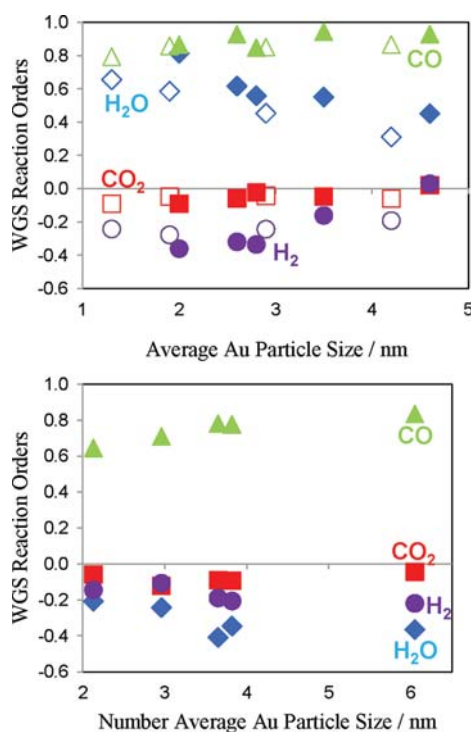 1.0
0.8
0.6
0.4
0.2
0.0
-0.2
-0.4
-0.6
WGS Reaction Orders
CO
H₂O
CO₂
H₂
1 2 3 4 5
Average Au Particle Size / nm
1.0
0.8
0.6
0.4
0.2
0.0
-0.2
-0.4
-0.6
WGS Reaction Orders
CO
CO₂
H₂
H₂O
2 3 4 5 6
Number Average Au Particle Size / nm